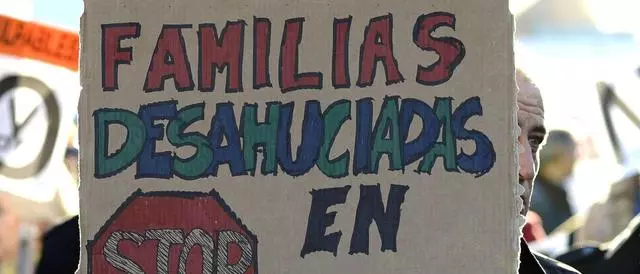 FAMILIAS
DESAHUCIADAS
EN
STOP